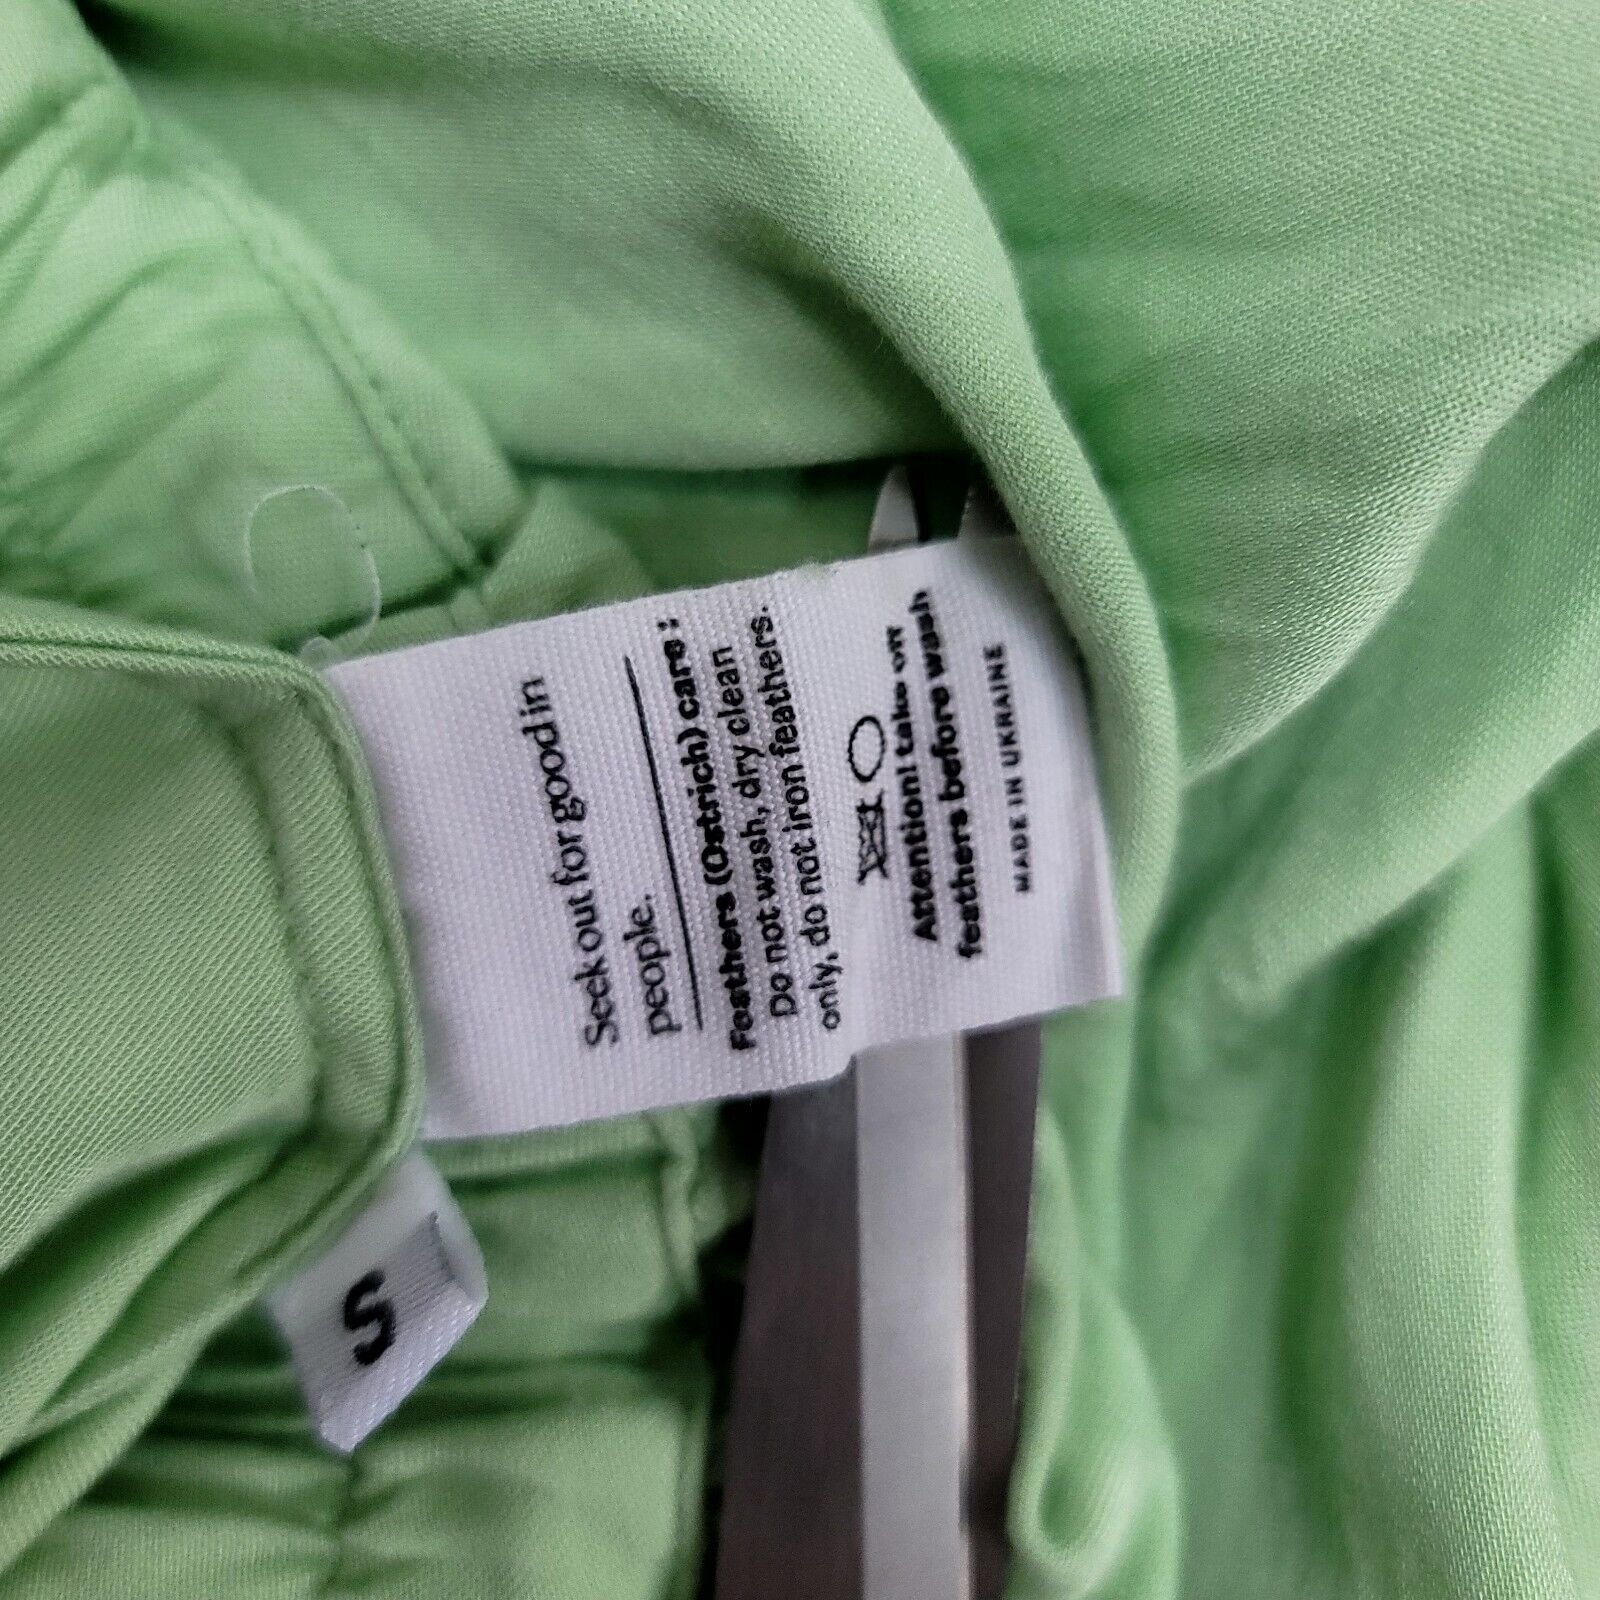 Seek out for good in
people.
Feathers (Ostrich) care:
Do not wash, dry clean
only, do not iron feathers.
Attention! take off
feathers before wash
MADE IN UKRAINE
S